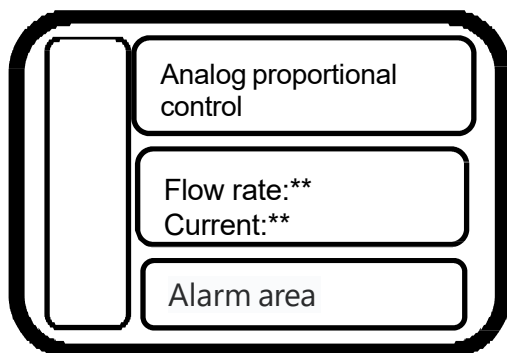 Analog proportional
control
Flow rate:**
Current:**
Alarm area